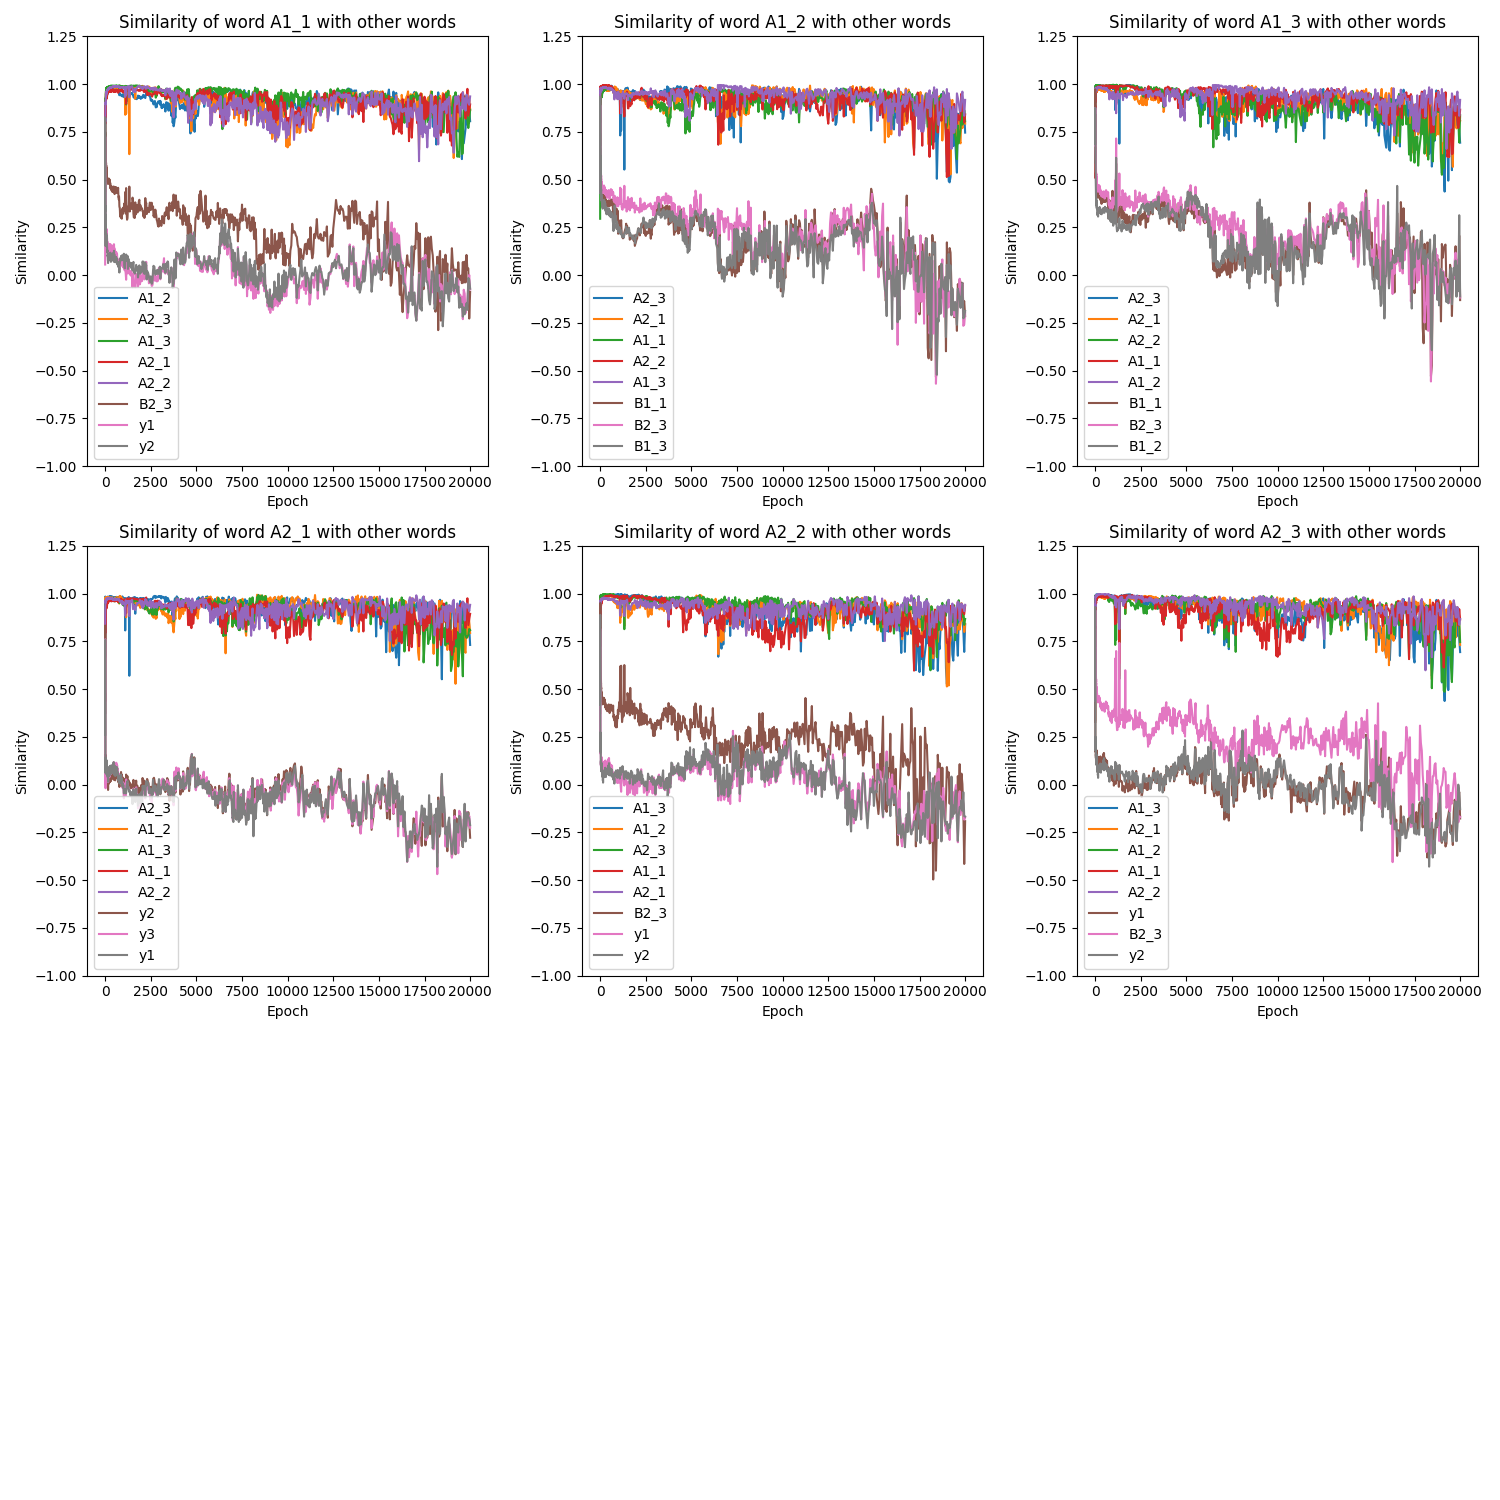 Similarity of word A1_1 with other words
1.25
1.00
0.75
0.50
0.25
0.00
−0.25
−0.50
−0.75
−1.00
Similarity
A1_2
A2_3
A1_3
A2_1
A2_2
B2_3
y1
y2
0 2500 5000 7500 10000 12500 15000 17500 20000
Epoch
Similarity of word A1_2 with other words
1.25
1.00
0.75
0.50
0.25
0.00
−0.25
−0.50
−0.75
−1.00
Similarity
A2_3
A2_1
A1_1
A2_2
A1_3
B1_1
B2_3
B1_3
0 2500 5000 7500 10000 12500 15000 17500 20000
Epoch
Similarity of word A1_3 with other words
1.25
1.00
0.75
0.50
0.25
0.00
−0.25
−0.50
−0.75
−1.00
Similarity
A2_3
A2_1
A2_2
A1_1
A1_2
B1_1
B2_3
B1_2
0 2500 5000 7500 10000 12500 15000 17500 20000
Epoch
Similarity of word A2_1 with other words
1.25
1.00
0.75
0.50
0.25
0.00
−0.25
−0.50
−0.75
−1.00
Similarity
A2_3
A1_2
A1_3
A1_1
A2_2
y2
y3
y1
0 2500 5000 7500 10000 12500 15000 17500 20000
Epoch
Similarity of word A2_2 with other words
1.25
1.00
0.75
0.50
0.25
0.00
−0.25
−0.50
−0.75
−1.00
Similarity
A1_3
A1_2
A2_3
A1_1
A2_1
B2_3
y1
y2
0 2500 5000 7500 10000 12500 15000 17500 20000
Epoch
Similarity of word A2_3 with other words
1.25
1.00
0.75
0.50
0.25
0.00
−0.25
−0.50
−0.75
−1.00
Similarity
A1_3
A2_1
A1_2
A1_1
A2_2
y1
B2_3
y2
0 2500 5000 7500 10000 12500 15000 17500 20000
Epoch